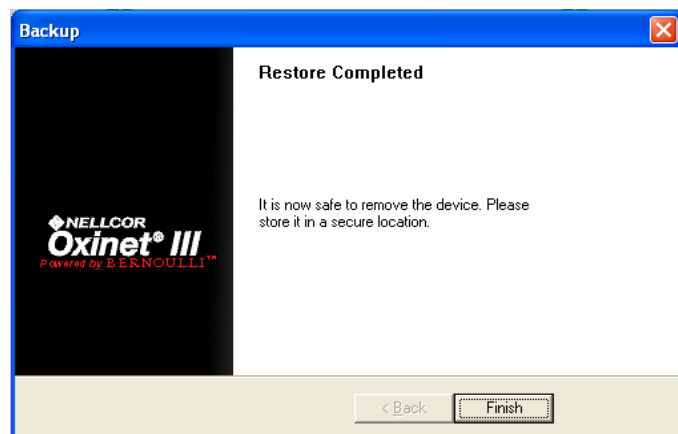 Backup
Restore Completed
It is now safe to remove the device. Please
store it in a secure location.
NELLCOR
Oxinet® III
Powered by BERNOULLI™
< Back
Finish